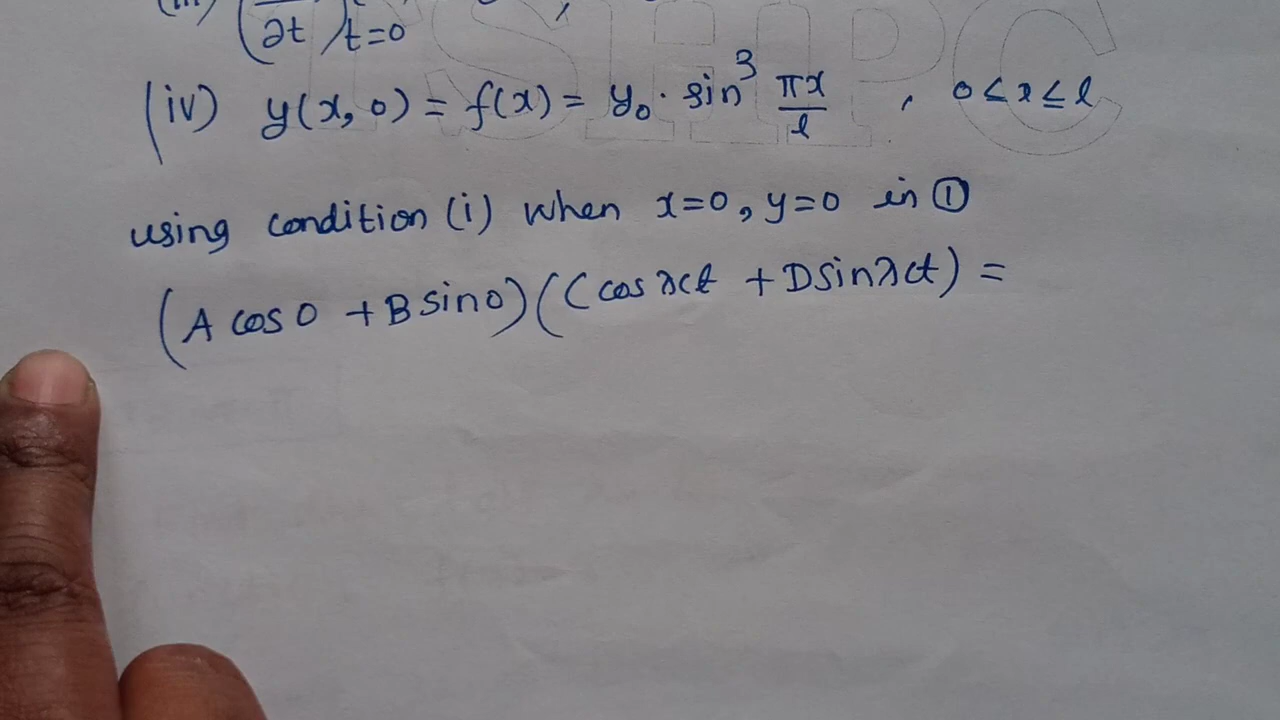 (iii) (∂t)t=0
(iv) y(x, 0) = f(x) = y₀ · sin³ πx/l , 0 ≤ x ≤ l
using condition (i) when x=0, y=0 in ①
(A cos 0 + B sin 0) (C cos λct + D sin λct) =